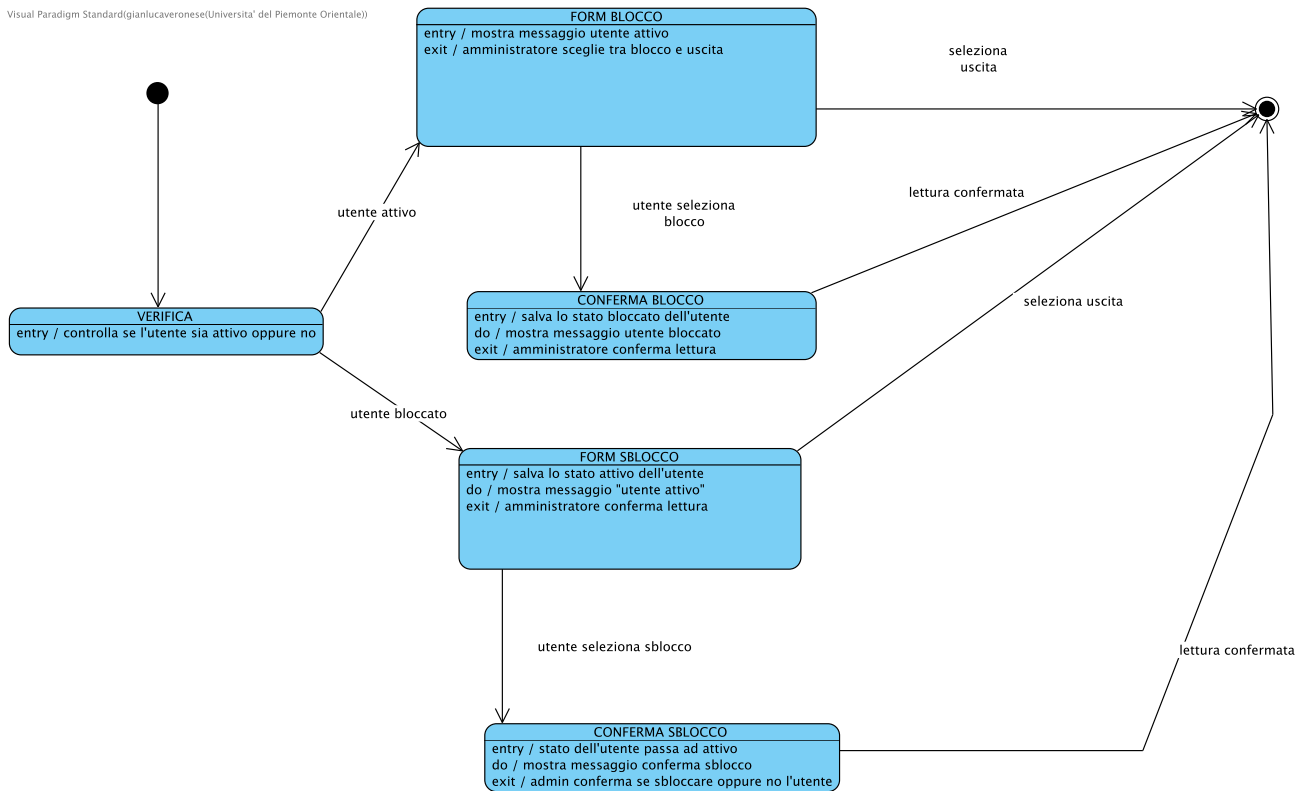 Visual Paradigm Standard(gianlucaveronese(Universita' del Piemonte Orientale))
FORM BLOCCO
entry / mostra messaggio utente attivo
exit / amministratore sceglie tra blocco e uscita
seleziona
uscita
utente attivo
utente seleziona
blocco
lettura confermata
VERIFICA
entry / controlla se l'utente sia attivo oppure no
CONFERMA BLOCCO
entry / salva lo stato bloccato dell'utente
do / mostra messaggio utente bloccato
exit / amministratore conferma lettura
seleziona uscita
utente bloccato
FORM SBLOCCO
entry / salva lo stato attivo dell'utente
do / mostra messaggio "utente attivo"
exit / amministratore conferma lettura
utente seleziona sblocco
lettura confermata
CONFERMA SBLOCCO
entry / stato dell'utente passa ad attivo
do / mostra messaggio conferma sblocco
exit / admin conferma se sbloccare oppure no l'utente